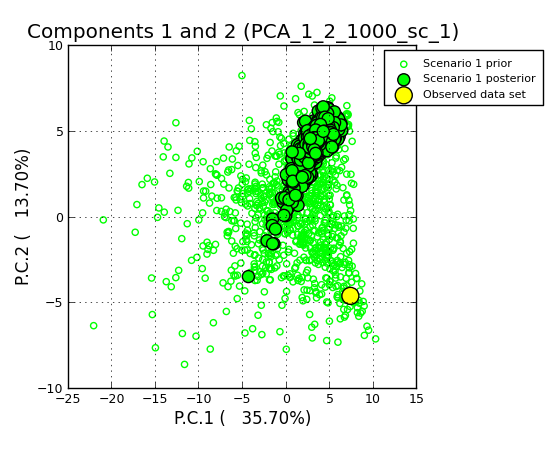 Components 1 and 2 (PCA_1_2_1000_sc_1)
Scenario 1 prior
Scenario 1 posterior
Observed data set
10
5
0
−5
−10
P.C.2 (   13.70%)
−25 −20 −15 −10 −5 0 5 10 15
P.C.1 (   35.70%)